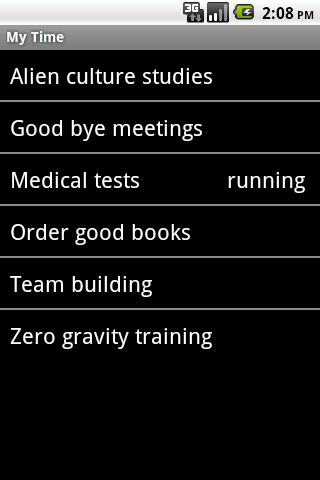 3G 2:08 PM
My Time
Alien culture studies
Good bye meetings
Medical tests running
Order good books
Team building
Zero gravity training